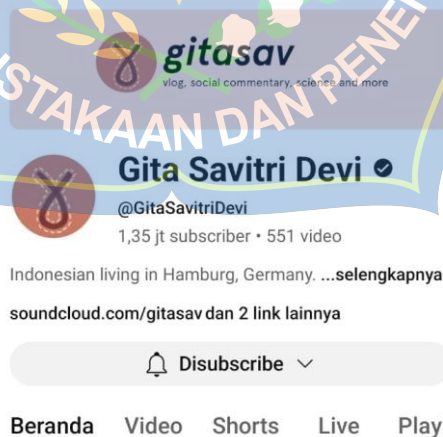 gitasav
vlog, social commentary, science and more
STAKAAN DAN PENE
Gita Savitri Devi
@GitaSavitriDevi
1,35 jt subscriber • 551 video
Indonesian living in Hamburg, Germany. ...selengkapnya
soundcloud.com/gitasav dan 2 link lainnya
Disubscribe
Beranda Video Shorts Live Play